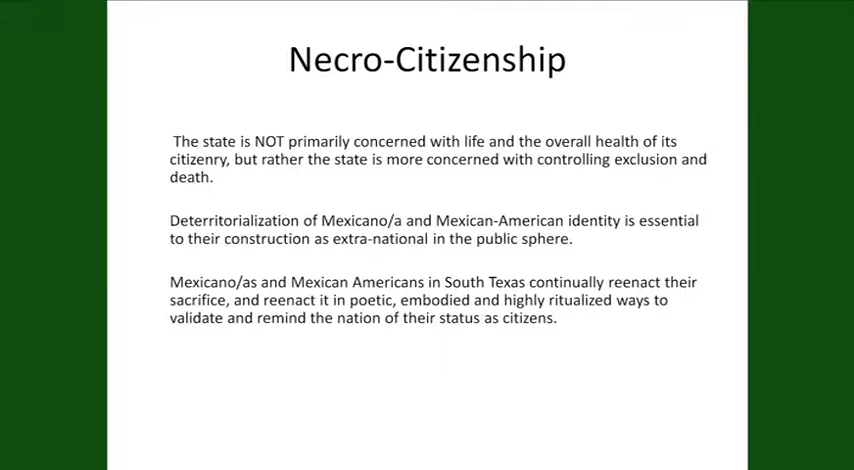 Necro-Citizenship
The state is NOT primarily concerned with life and the overall health of its
citizenry, but rather the state is more concerned with controlling exclusion and
death.
Deterritorialization of Mexicano/a and Mexican-American identity is essential
to their construction as extra-national in the public sphere.
Mexicano/as and Mexican Americans in South Texas continually reenact their
sacrifice, and reenact it in poetic, embodied and highly ritualized ways to
validate and remind the nation of their status as citizens.